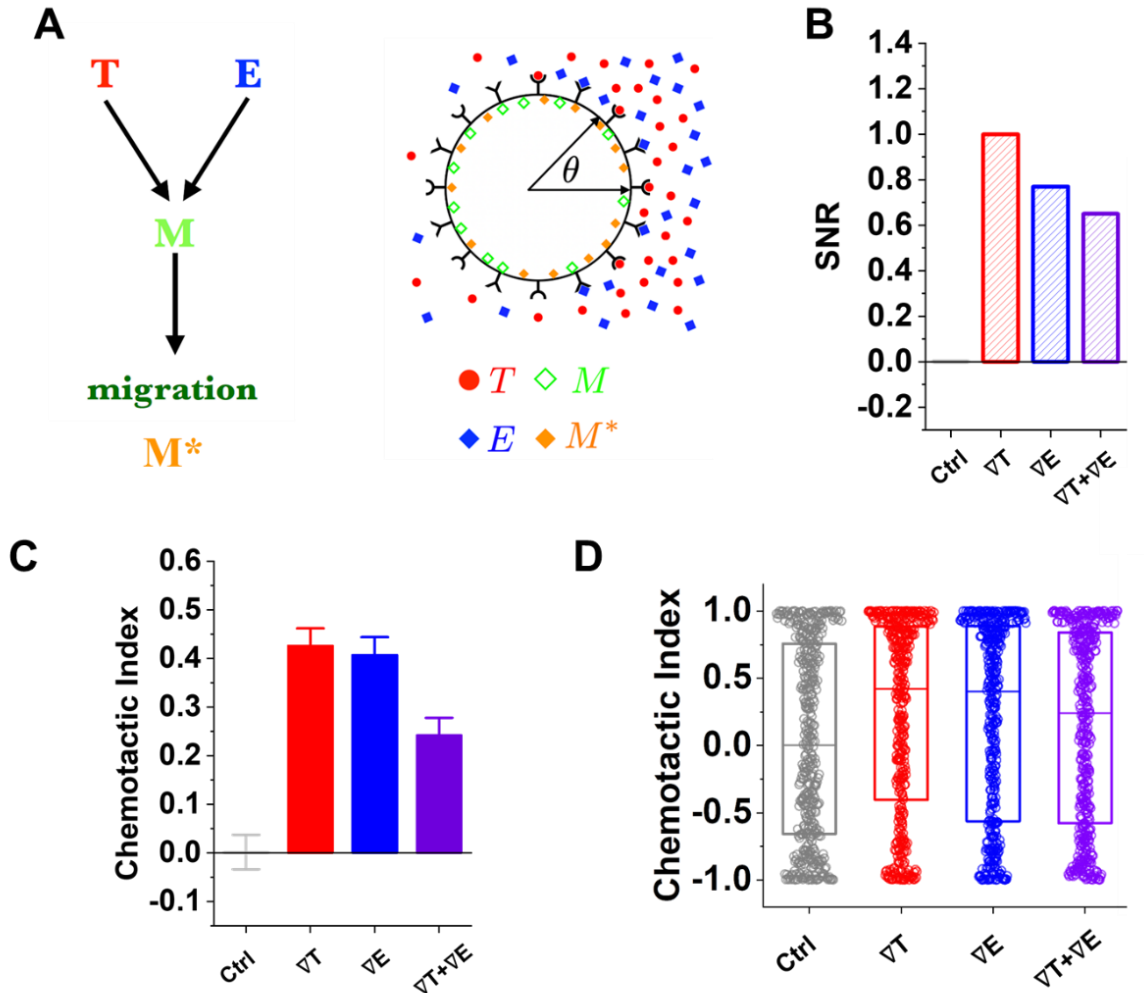 A
T E
M
migration
M*
θ
T M
E M*
B
SNR
1.4
1.2
1.0
0.8
0.6
0.4
0.2
0.0
-0.2
Ctrl ∇T ∇E ∇T+∇E
C
Chemotactic Index
0.6
0.5
0.4
0.3
0.2
0.1
0.0
-0.1
Ctrl ∇T ∇E ∇T+∇E
D
Chemotactic Index
1.0
0.5
0.0
-0.5
-1.0
Ctrl ∇T ∇E ∇T+∇E